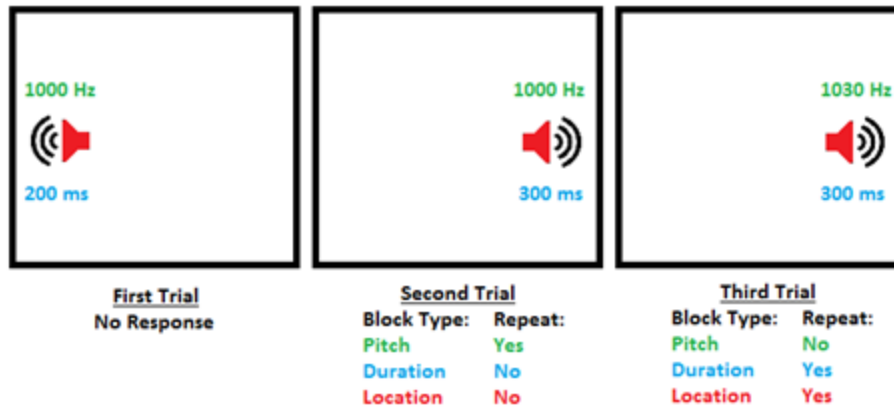 1000 Hz
200 ms
First Trial
No Response
1000 Hz
300 ms
Second Trial
Block Type: Repeat:
Pitch Yes
Duration No
Location No
1030 Hz
300 ms
Third Trial
Block Type: Repeat:
Pitch No
Duration Yes
Location Yes